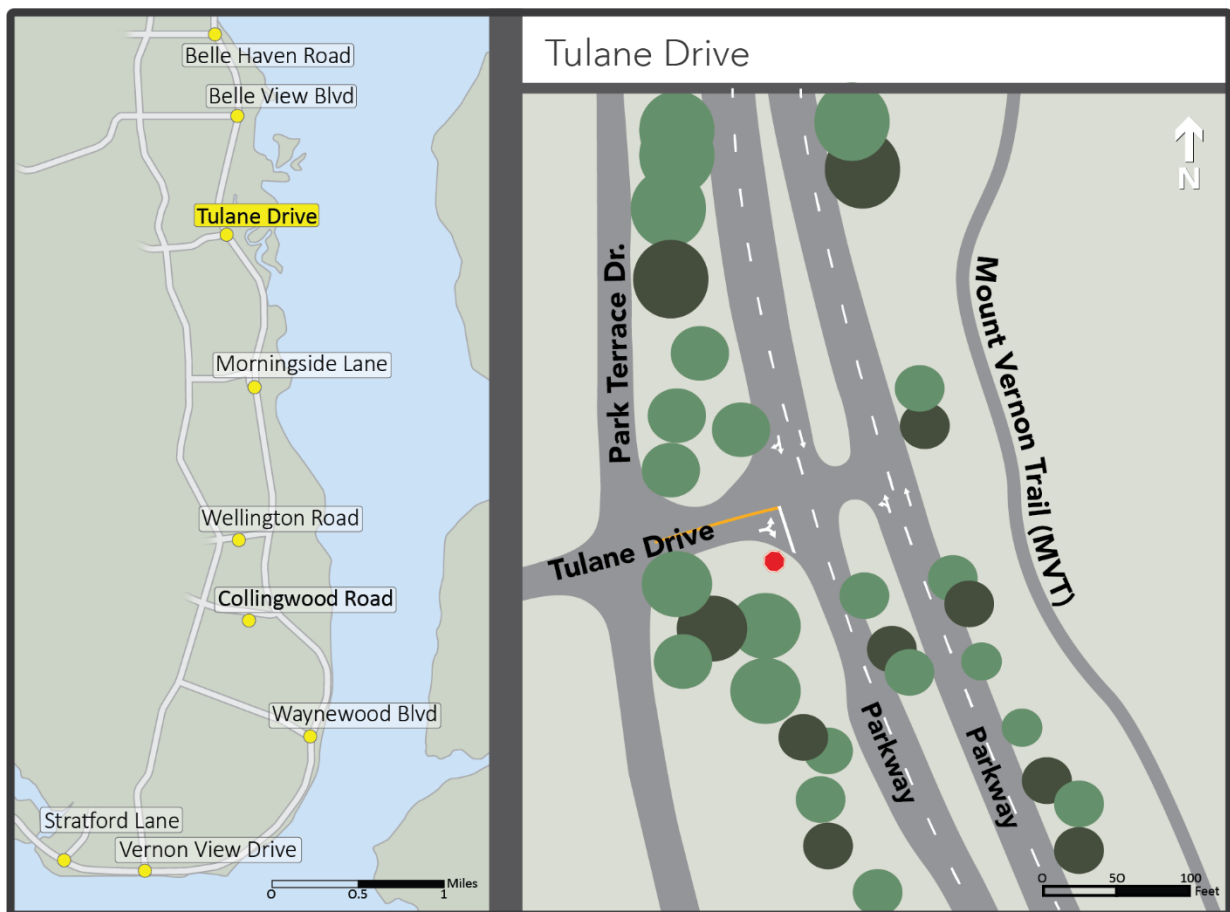 Belle Haven Road
Belle View Blvd
Tulane Drive
Morningside Lane
Wellington Road
Collingwood Road
Waynewood Blvd
Stratford Lane
Vernon View Drive
Miles
0 0.5 1
Tulane Drive
N
Park Terrace Dr.
Mount Vernon Trail (MVT)
Tulane Drive
Parkway
Parkway
0 50 100
Feet